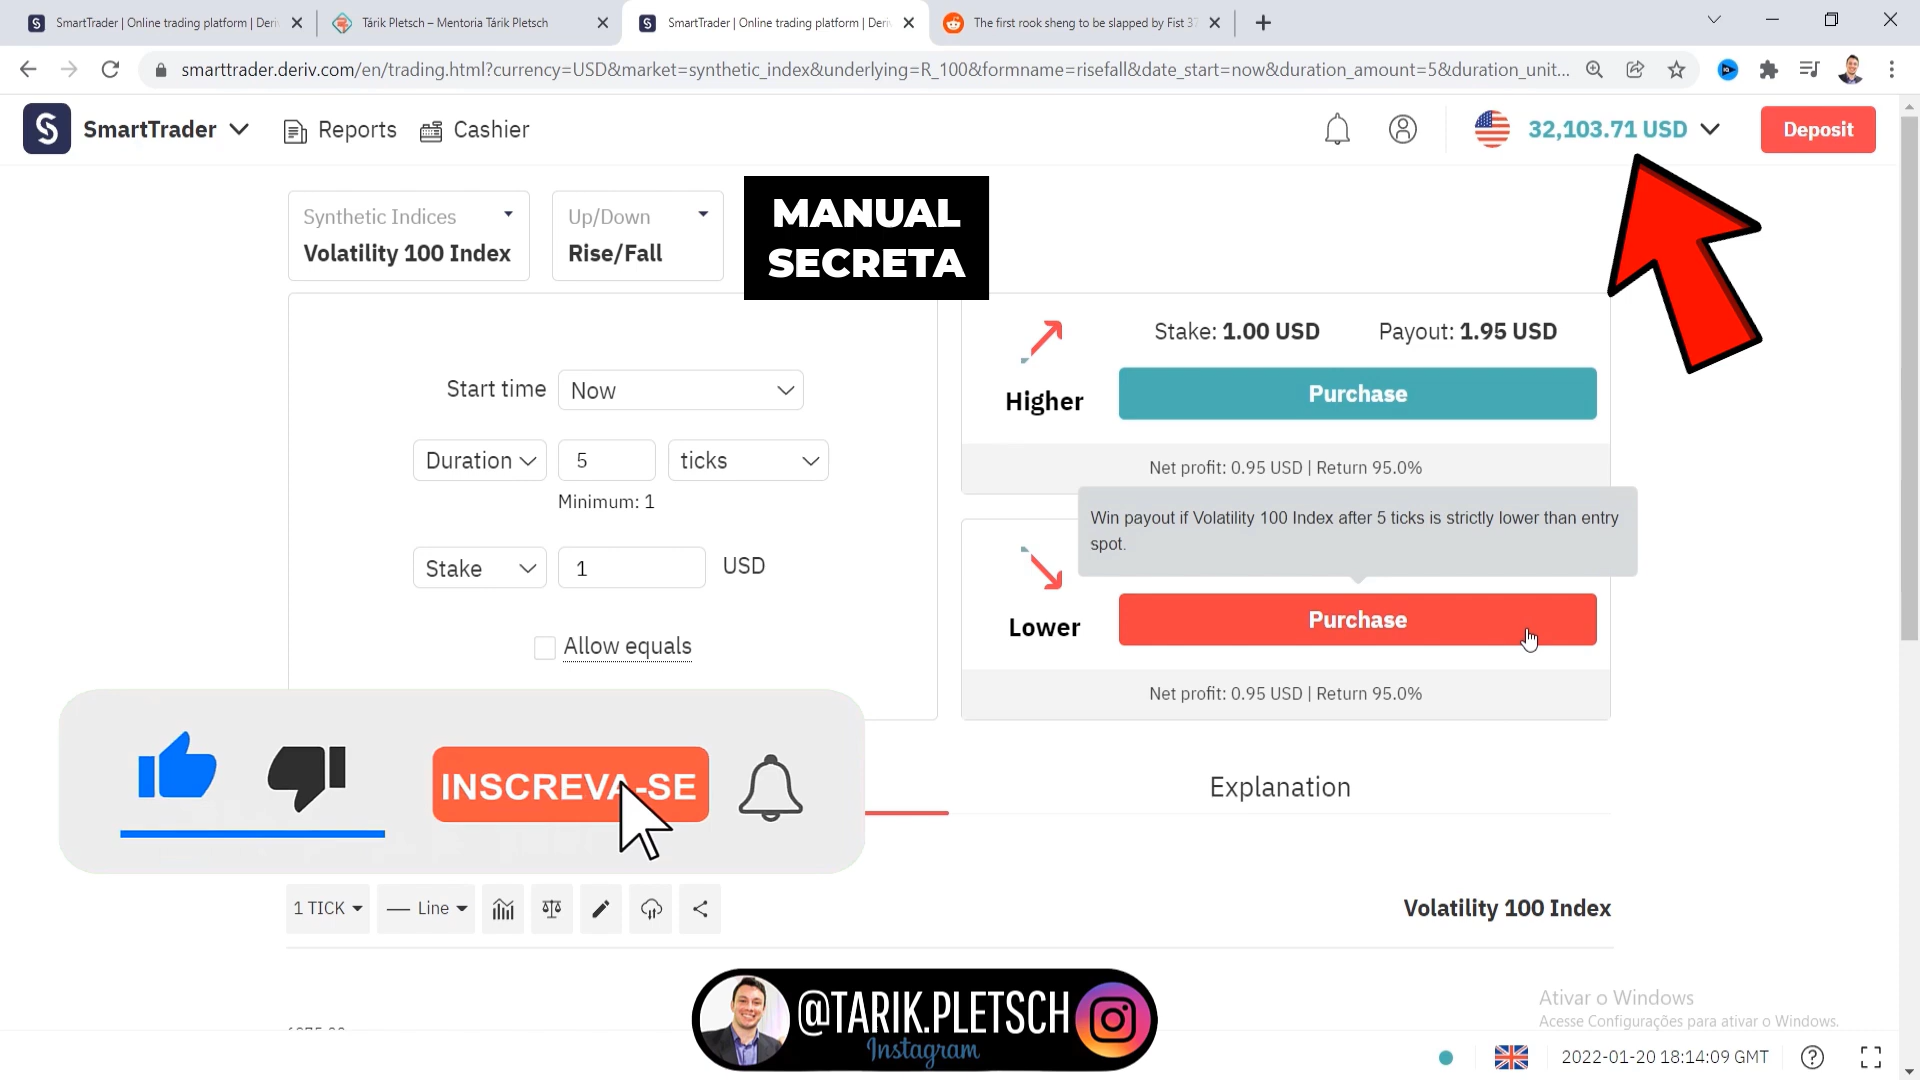 SmartTrader | Online trading platform | Deri
Tárik Pletsch – Mentoria Tárik Pletsch
SmartTrader | Online trading platform | Deri
The first rook sheng to be slapped by Fist 37
smarttrader.deriv.com/en/trading.html?currency=USD&market=synthetic_index&underlying=R_100&formname=risefall&date_start=now&duration_amount=5&duration_unit...
SmartTrader
Reports
Cashier
32,103.71 USD
Deposit
Synthetic Indices
Volatility 100 Index
Up/Down
Rise/Fall
MANUAL
SECRETA
Start time
Now
Duration
5
ticks
Minimum: 1
Stake
1
USD
Allow equals
Stake: 1.00 USD
Payout: 1.95 USD
Higher
Purchase
Net profit: 0.95 USD | Return 95.0%
Win payout if Volatility 100 Index after 5 ticks is strictly lower than entry
spot.
Lower
Purchase
Net profit: 0.95 USD | Return 95.0%
INSCREVA-SE
Explanation
1 TICK
Line
Volatility 100 Index
@TARIK.PLETSCH
Instagram
Ativar o Windows
Acesse Configurações para ativar o Windows.
2022-01-20 18:14:09 GMT